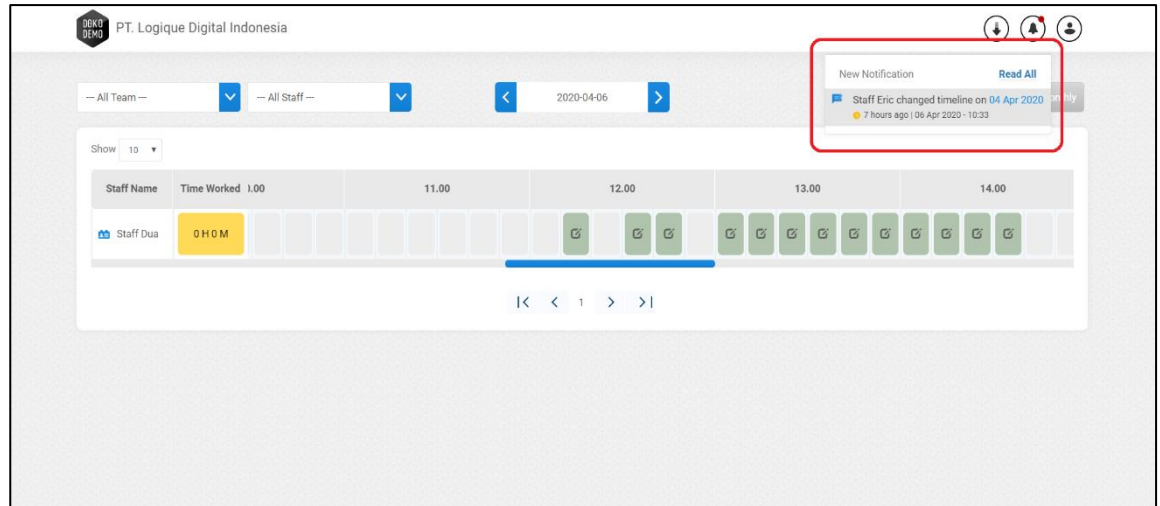 DOKO
DEMO
PT. Logique Digital Indonesia
New Notification
Read All
--- All Team ---
--- All Staff ---
2020-04-06
Staff Eric changed timeline on 04 Apr 2020
7 hours ago | 06 Apr 2020 - 10:33
Show 10
Staff Name
Time Worked
11.00
12.00
13.00
14.00
Staff Dua
0 H 0 M
1